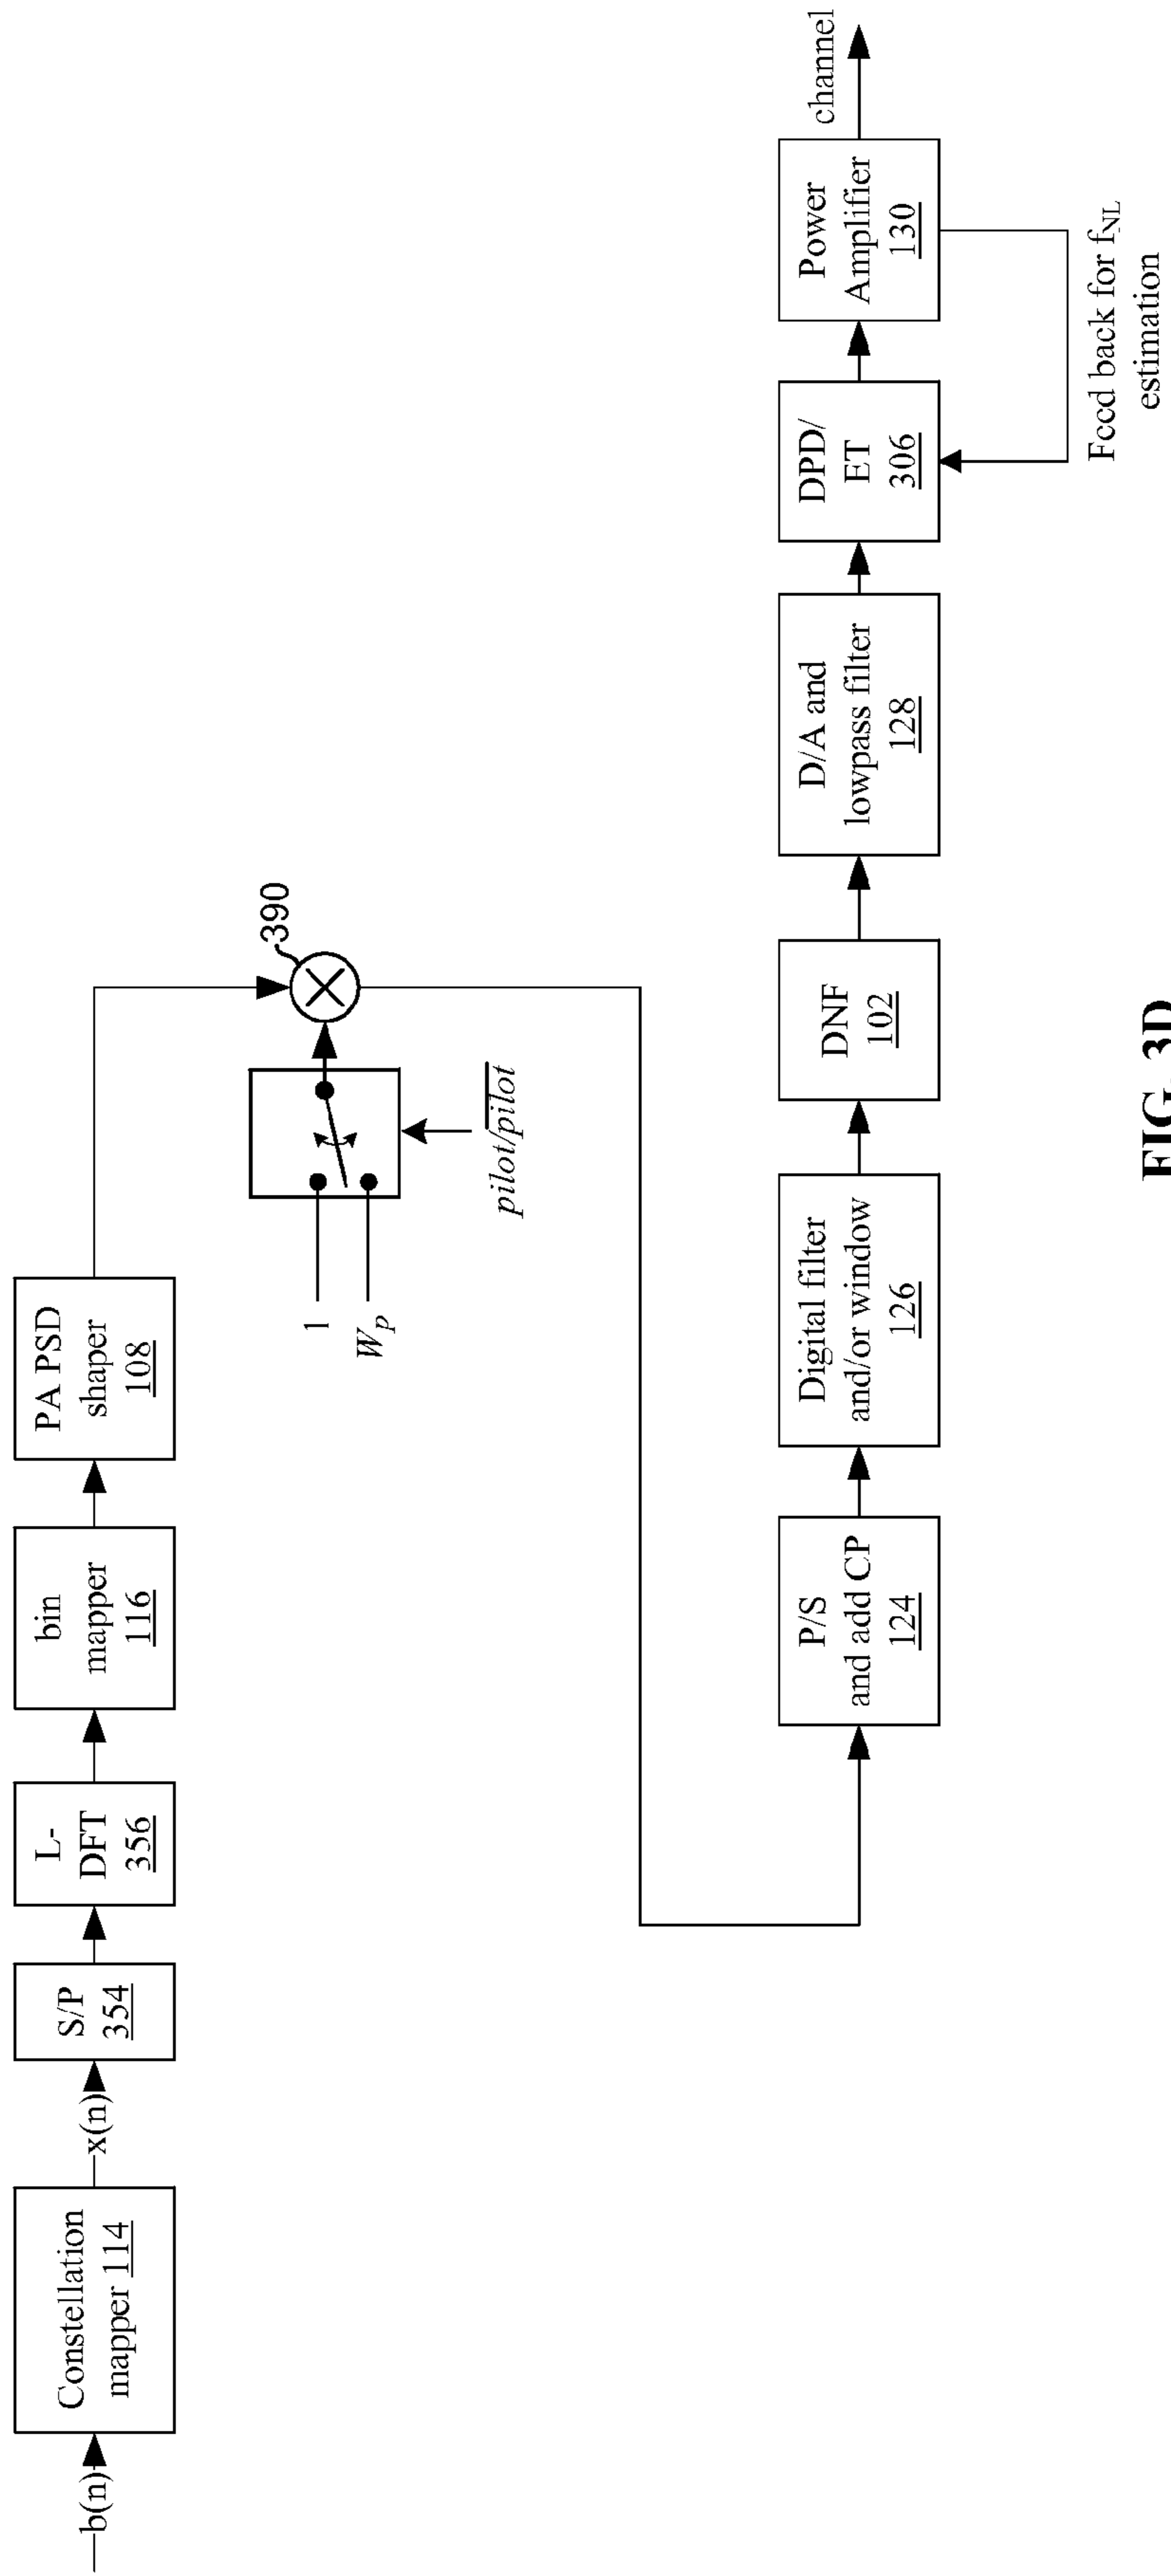 b(n)
Constellation
mapper 114
x(n)
S/P
354
L-
DFT
356
bin
mapper
116
PA PSD
shaper
108
390
1
Wp
pilot/pilot
P/S
and add CP
124
Digital filter
and/or window
126
DNF
102
D/A and
lowpass filter
128
DPD/
ET
306
Power
Amplifier
130
channel
Feed back for fNL
estimation
FIG. 3D